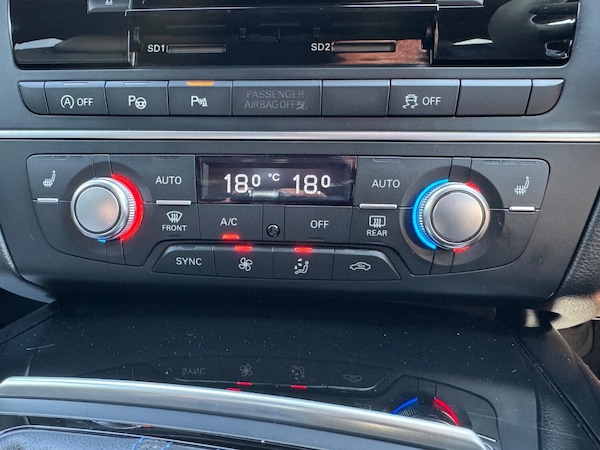 SD1 SD2
OFF P P PASSENGER OFF
AIRBAG OFF
AUTO 18.0 °C 18.0 AUTO
FRONT A/C OFF REAR
SYNC